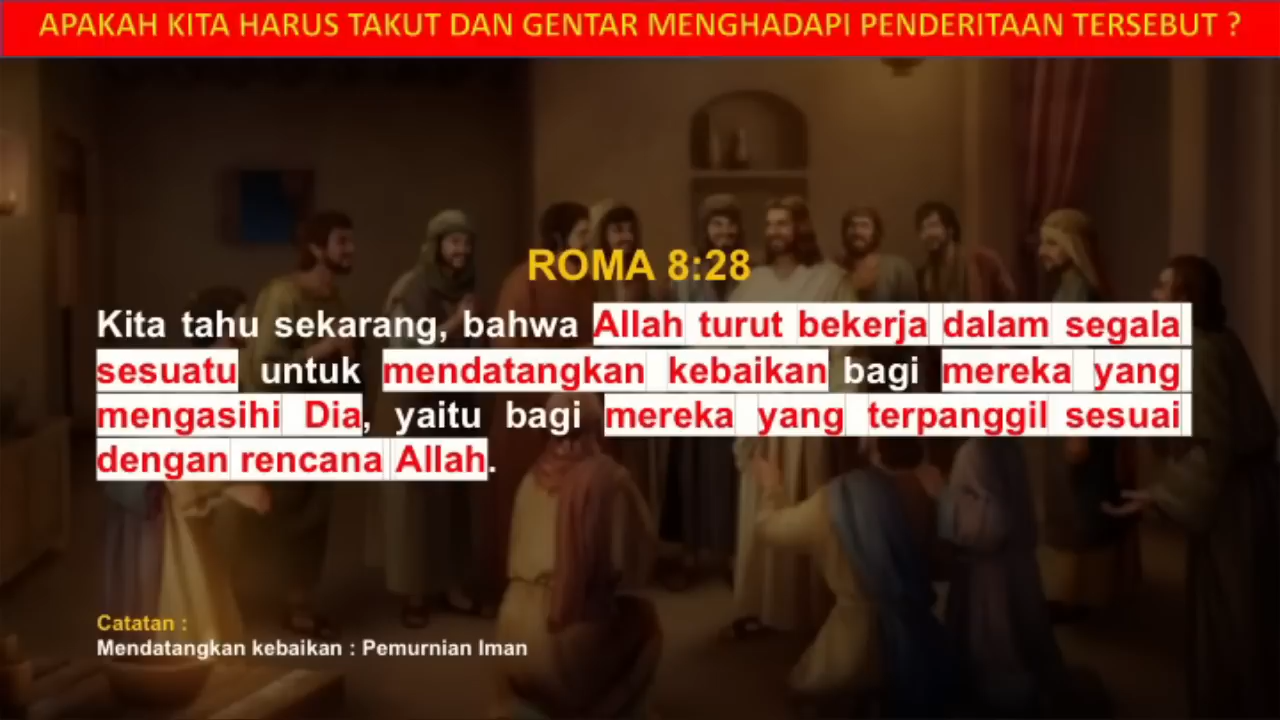 APAKAH KITA HARUS TAKUT DAN GENTAR MENGHADAPI PENDERITAAN TERSEBUT ?
ROMA 8:28
Kita tahu sekarang, bahwa Allah turut bekerja dalam segala
sesuatu untuk mendatangkan kebaikan bagi mereka yang
mengasihi Dia, yaitu bagi mereka yang terpanggil sesuai
dengan rencana Allah.
Catatan :
Mendatangkan kebaikan : Pemurnian Iman